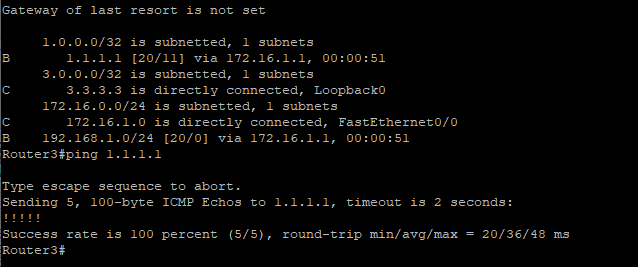 Gateway of last resort is not set
     1.0.0.0/32 is subnetted, 1 subnets
B       1.1.1.1 [20/11] via 172.16.1.1, 00:00:51
     3.0.0.0/32 is subnetted, 1 subnets
C       3.3.3.3 is directly connected, Loopback0
     172.16.0.0/24 is subnetted, 1 subnets
C       172.16.1.0 is directly connected, FastEthernet0/0
B    192.168.1.0/24 [20/0] via 172.16.1.1, 00:00:51
Router3#ping 1.1.1.1
Type escape sequence to abort.
Sending 5, 100-byte ICMP Echos to 1.1.1.1, timeout is 2 seconds:
!!!!!
Success rate is 100 percent (5/5), round-trip min/avg/max = 20/36/48 ms
Router3#